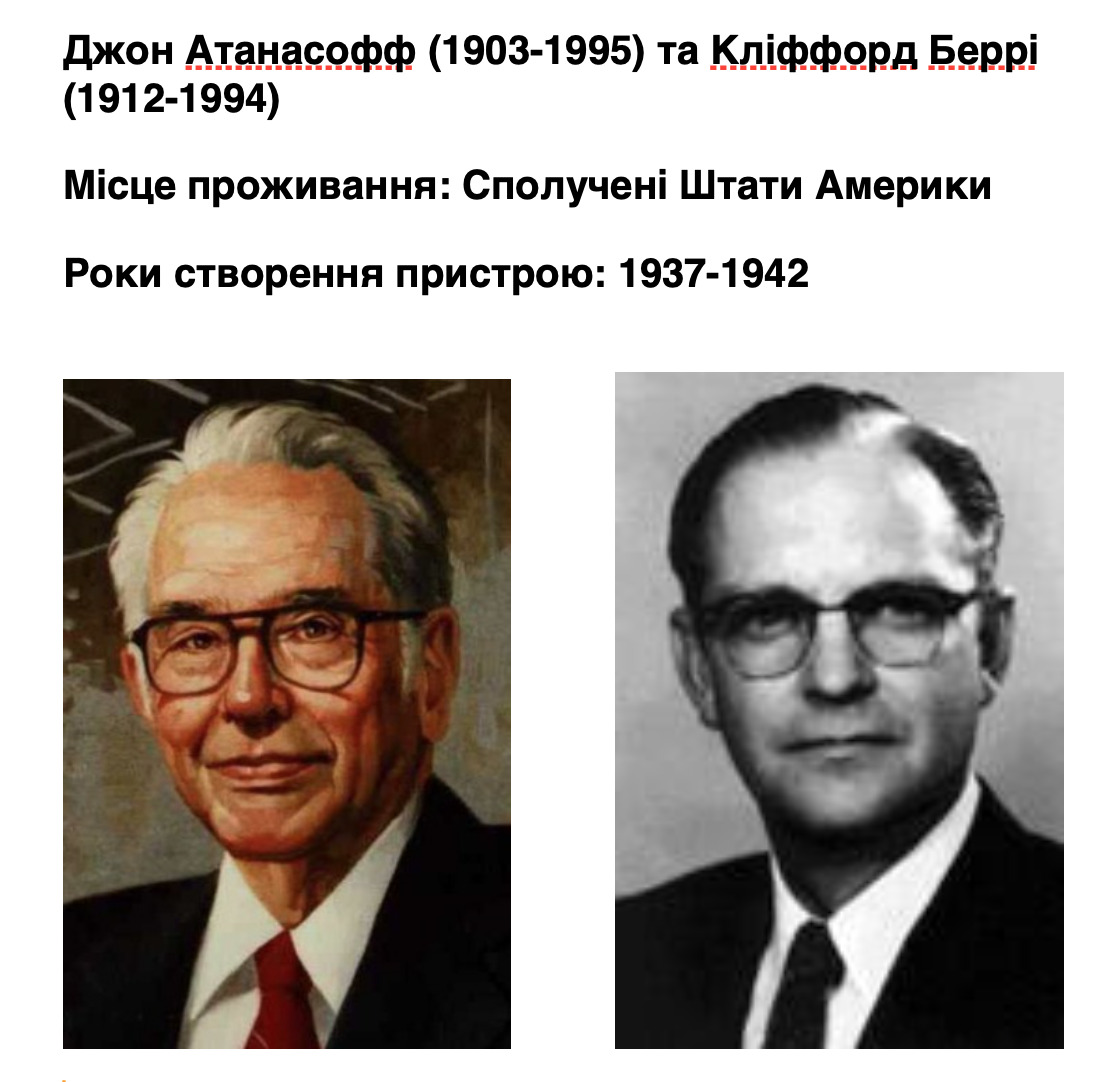 Джон Атанасофф (1903-1995) та Кліффорд Беррі
(1912-1994)
Місце проживання: Сполучені Штати Америки
Роки створення пристрою: 1937-1942